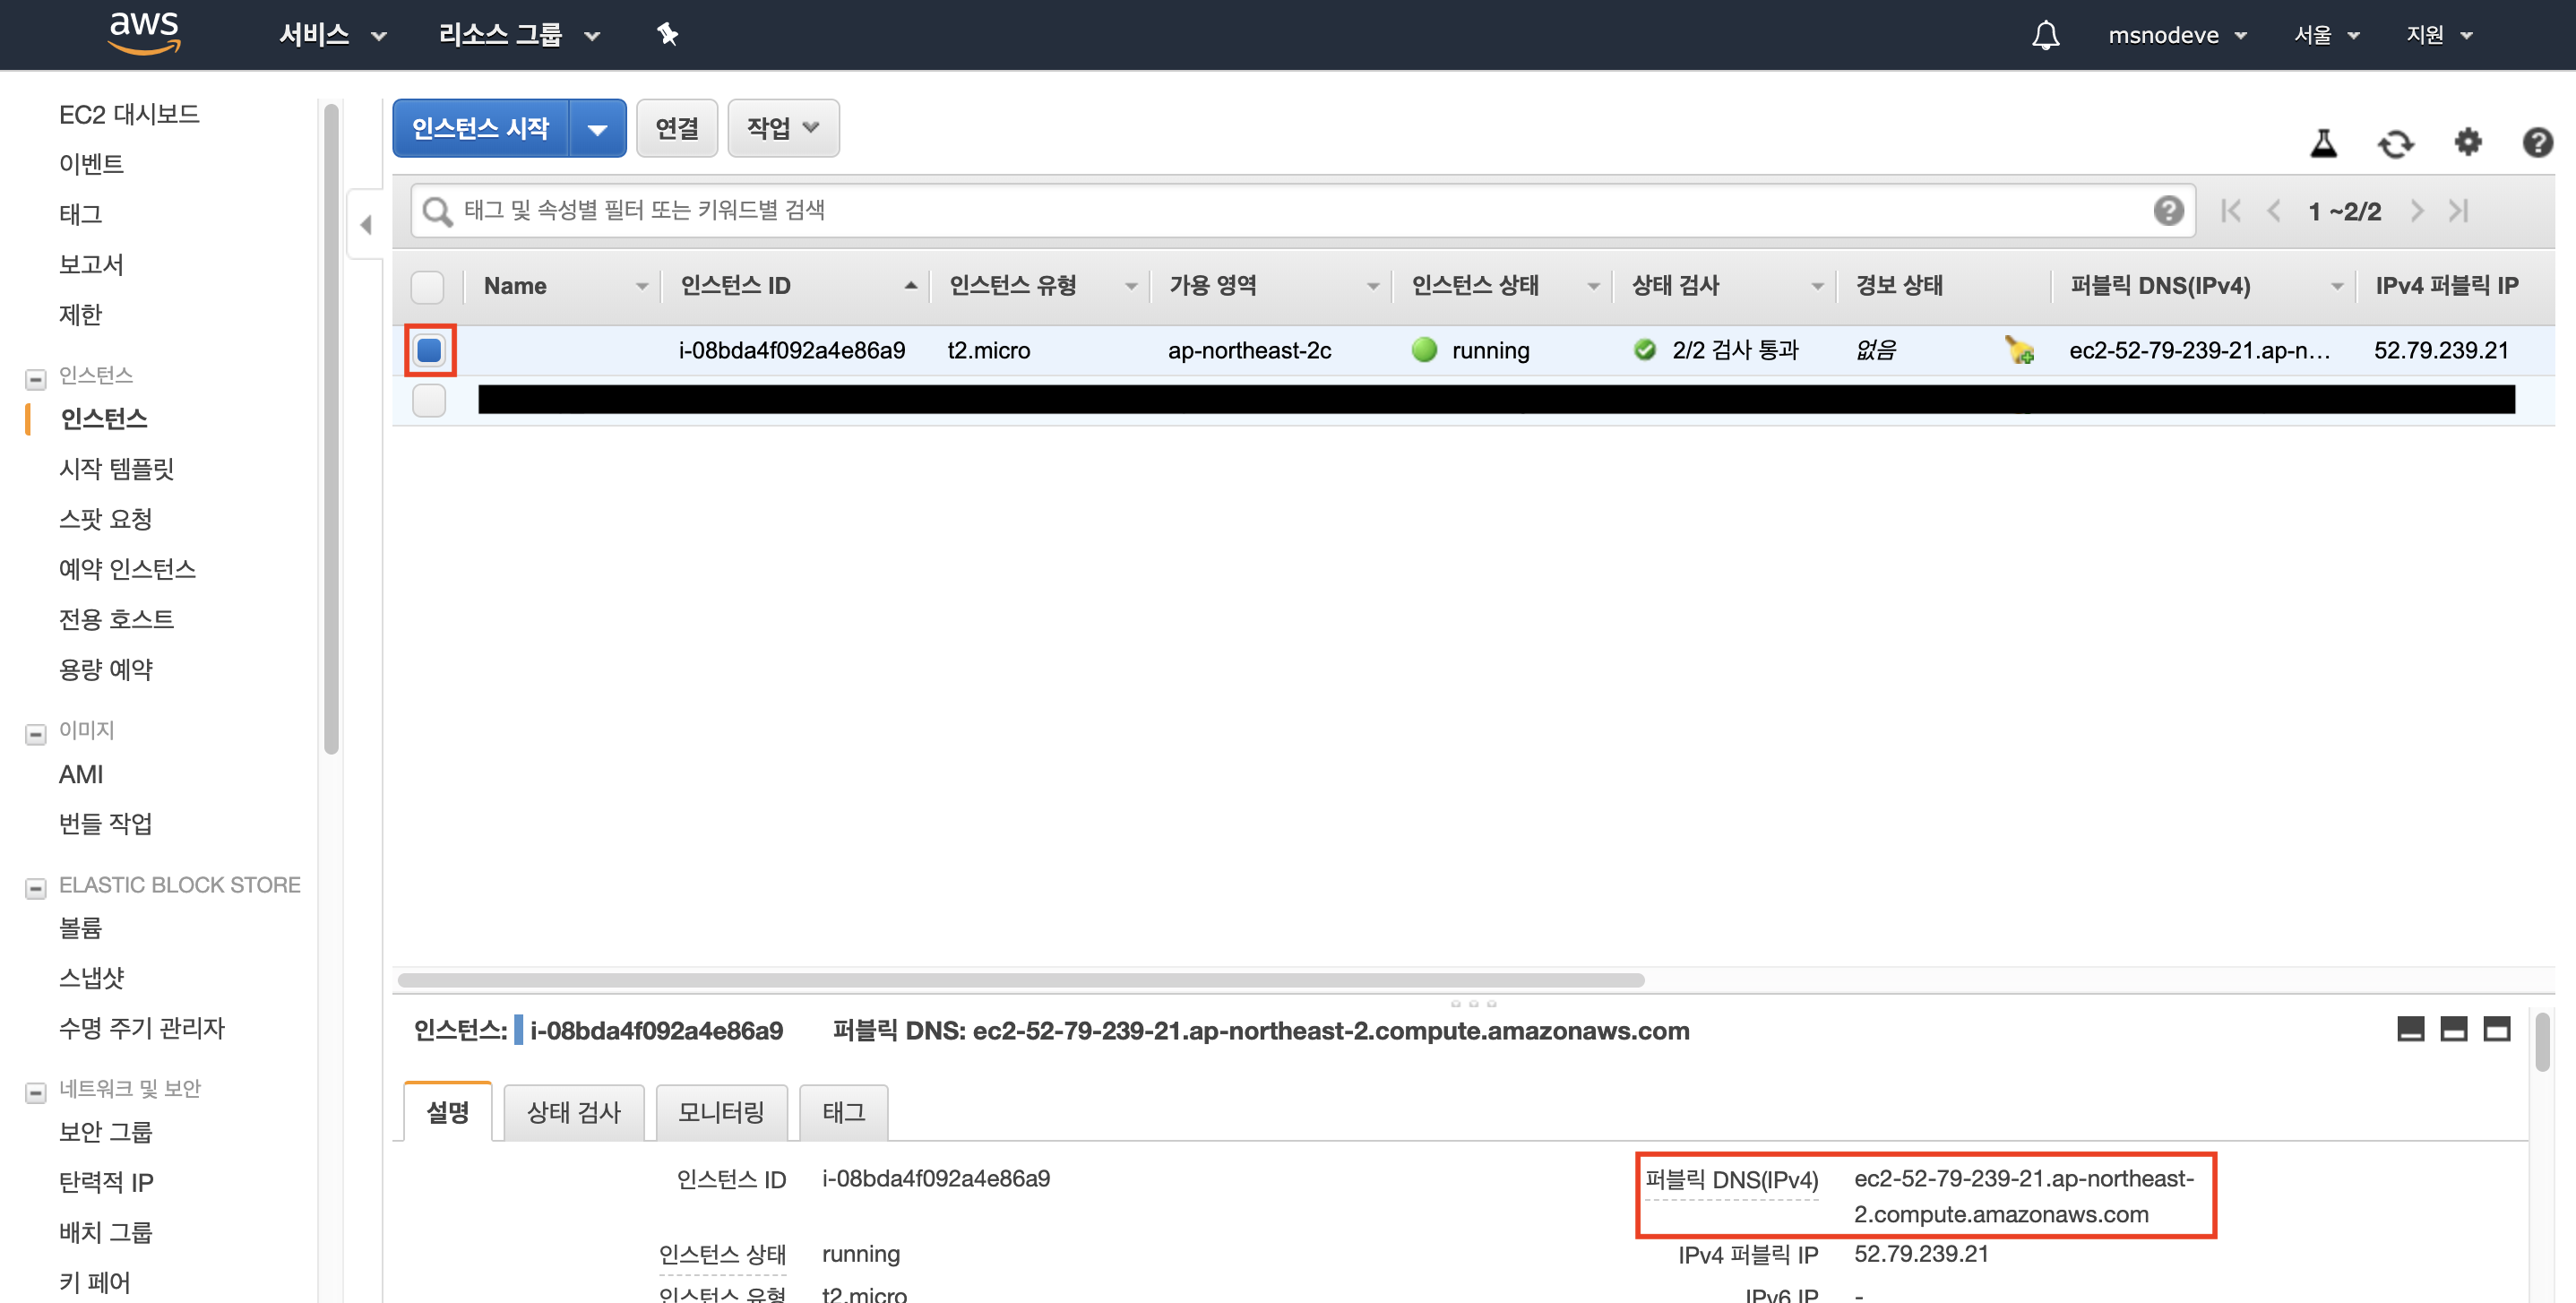 aws 서비스 리소스 그룹 msnodeve 서울 지원
EC2 대시보드
이벤트
태그
보고서
제한
인스턴스
인스턴스
시작 템플릿
스팟 요청
예약 인스턴스
전용 호스트
용량 예약
이미지
AMI
번들 작업
ELASTIC BLOCK STORE
볼륨
스냅샷
수명 주기 관리자
네트워크 및 보안
보안 그룹
탄력적 IP
배치 그룹
키 페어
인스턴스 시작 연결 작업
태그 및 속성별 필터 또는 키워드별 검색 1 ~2/2
Name 인스턴스 ID 인스턴스 유형 가용 영역 인스턴스 상태 상태 검사 경보 상태 퍼블릭 DNS(IPv4) IPv4 퍼블릭 IP
i-08bda4f092a4e86a9 t2.micro ap-northeast-2c running 2/2 검사 통과 없음 ec2-52-79-239-21.ap-n... 52.79.239.21
인스턴스: i-08bda4f092a4e86a9 퍼블릭 DNS: ec2-52-79-239-21.ap-northeast-2.compute.amazonaws.com
설명 상태 검사 모니터링 태그
인스턴스 ID i-08bda4f092a4e86a9 퍼블릭 DNS(IPv4) ec2-52-79-239-21.ap-northeast-
2.compute.amazonaws.com
인스턴스 상태 running IPv4 퍼블릭 IP 52.79.239.21
인스턴스 유형 t2.micro IPv6 IP -